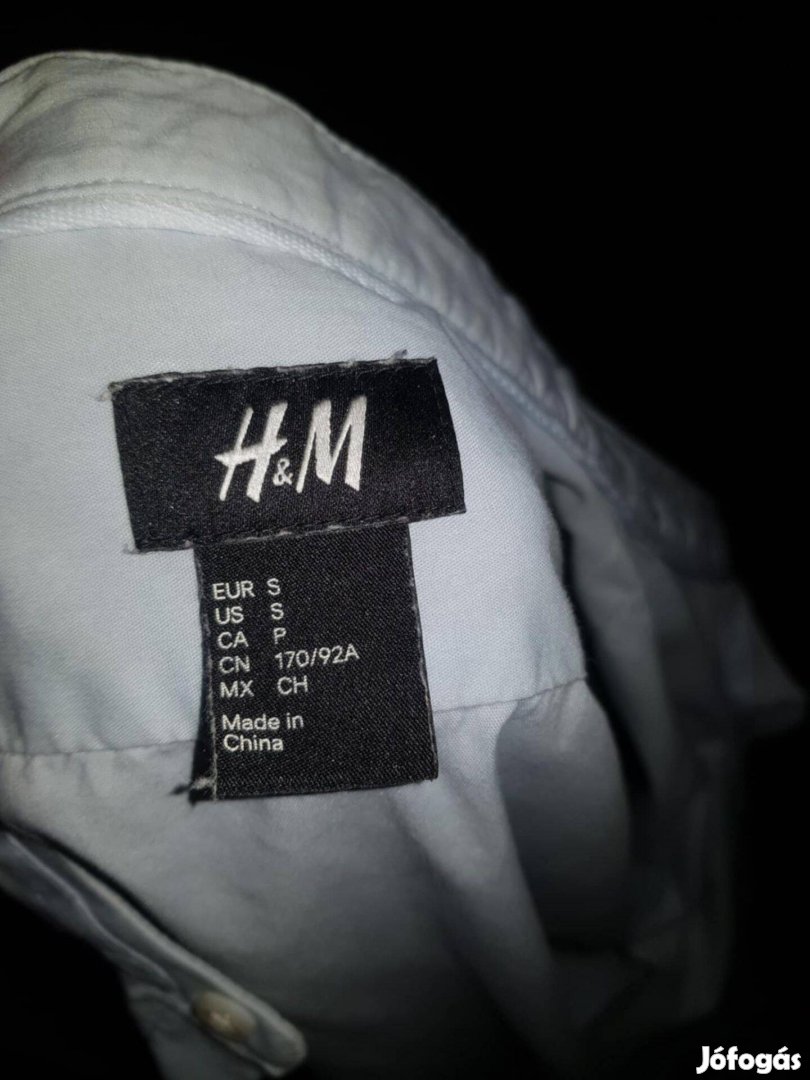 H&M
EUR S
US S
CA P
CN 170/92A
MX CH
Made in
China
Jófogás